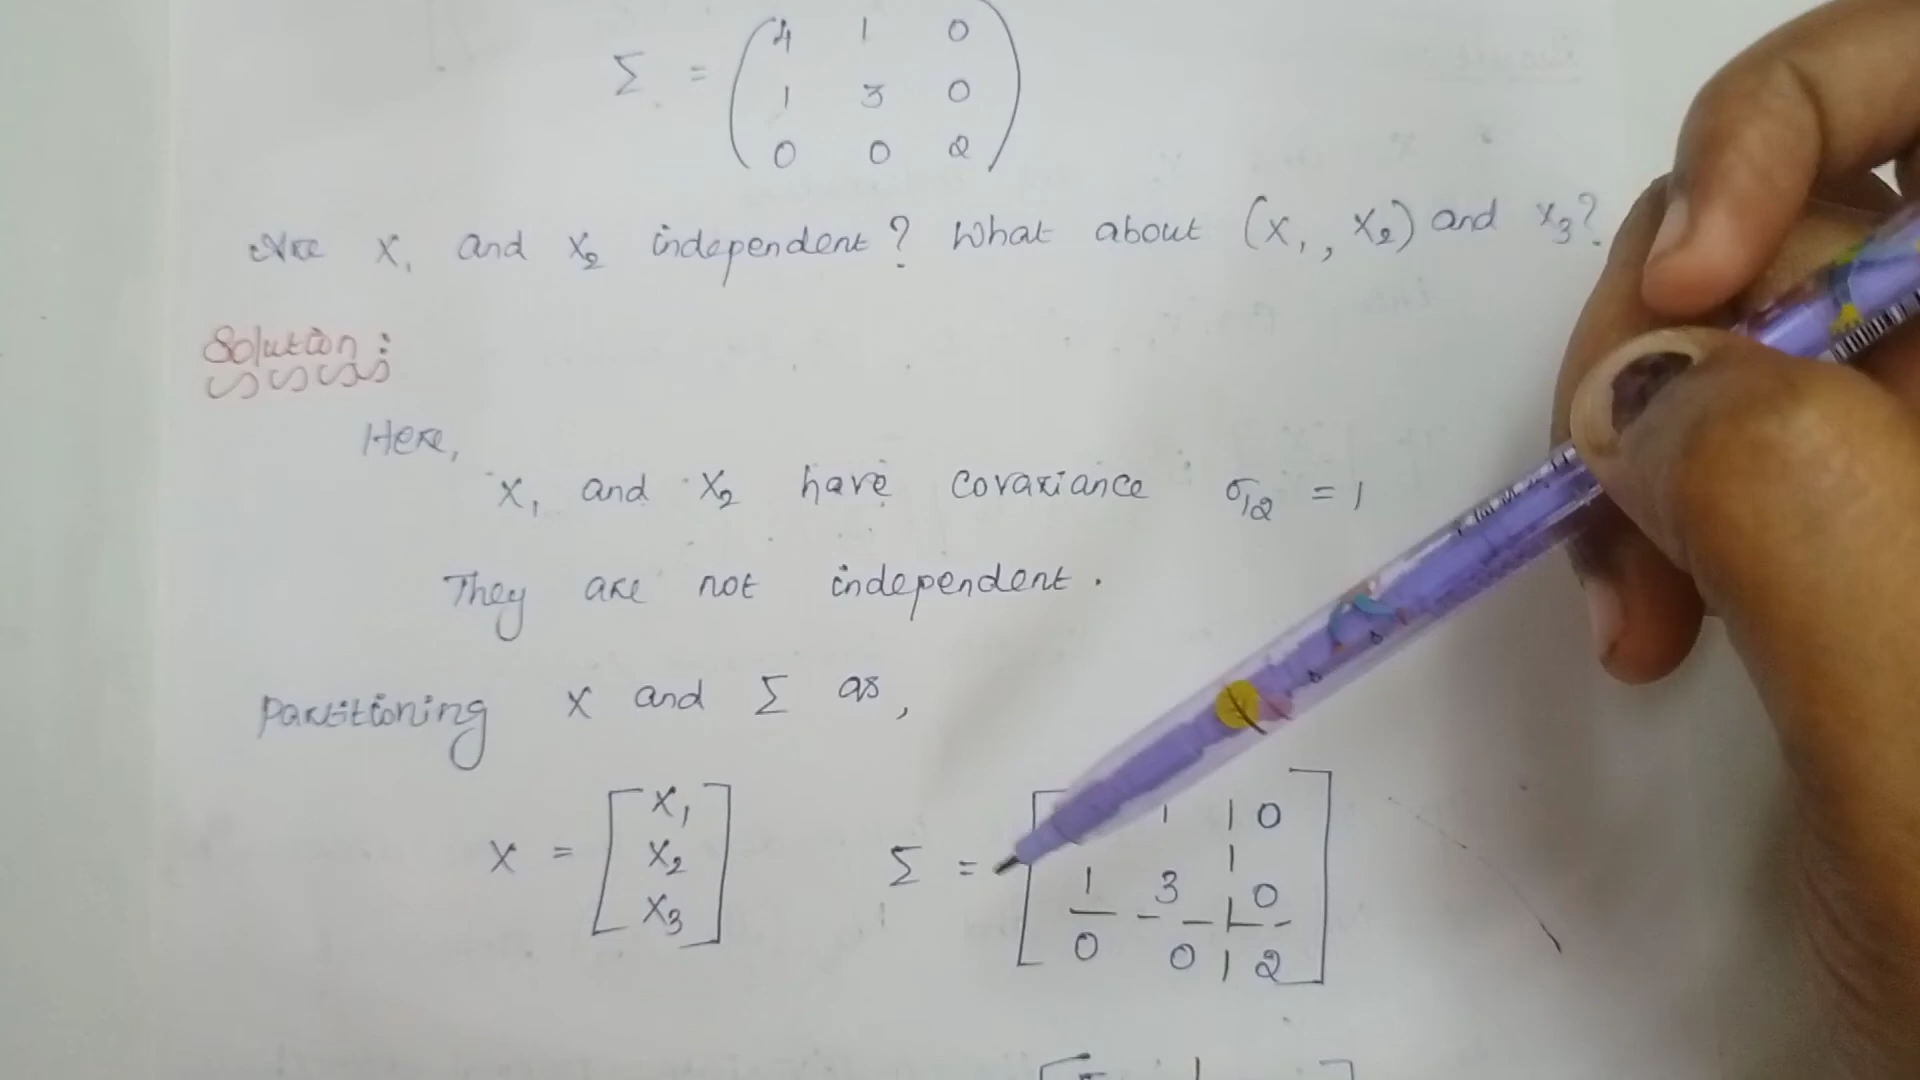 Σ = ( 4 1 0
1 3 0
0 0 2 )
Are X₁ and X₂ independent? What about (X₁, X₂) and X₃?
Solution:
Here,
X₁ and X₂ have covariance σ₁₂ = 1
They are not independent.
Partitioning X and Σ as,
X = [ X₁
X₂
X₃ ]
Σ = [ 1 | 0
1 3 | 0
0 0 | 2 ]